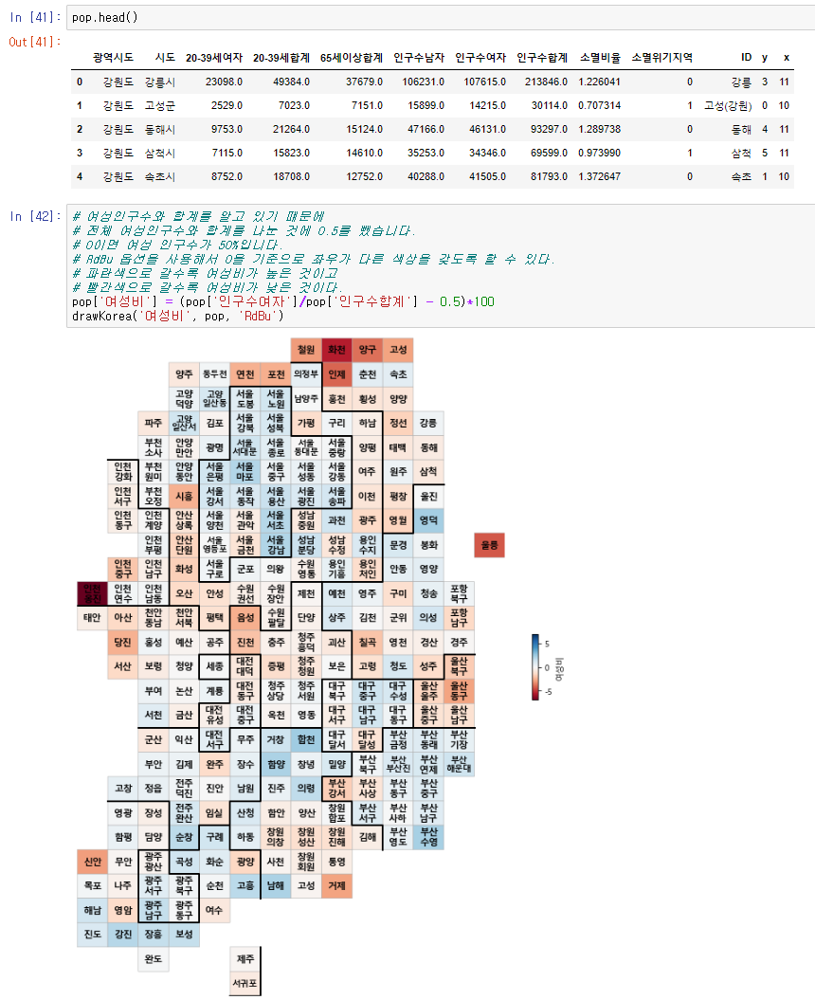 In [41]: pop.head()
Out[41]:
광역시도 시도 20-39세여자 20-39세합계 65세이상합계 인구수남자 인구수여자 인구수합계 소멸비율 소멸위기지역 ID y x
0 강원도 강릉시 23098.0 49384.0 37679.0 106231.0 107615.0 213846.0 1.226041 0 강릉 3 11
1 강원도 고성군 2529.0 7023.0 7151.0 15899.0 14215.0 30114.0 0.707314 1 고성(강원) 0 10
2 강원도 동해시 9753.0 21264.0 15124.0 47166.0 46131.0 93297.0 1.289738 0 동해 4 11
3 강원도 삼척시 7115.0 15823.0 14610.0 35253.0 34346.0 69599.0 0.973990 1 삼척 5 11
4 강원도 속초시 8752.0 18708.0 12752.0 40288.0 41505.0 81793.0 1.372647 0 속초 1 10
In [42]: # 여성인구수와 합계를 알고 있기 때문에
# 전체 여성인구수와 합계를 나눈 것에 0.5를 뺐습니다.
# 0이면 여성 인구수가 50%입니다.
# RdBu 옵션을 사용해서 0을 기준으로 좌우가 다른 색상을 갖도록 할 수 있다.
# 파란색으로 갈수록 여성비가 높은 것이고
# 빨간색으로 갈수록 여성비가 낮은 것이다.
pop['여성비'] = (pop['인구수여자']/pop['인구수합계'] - 0.5)*100
drawKorea('여성비', pop, 'RdBu')
철원 화천 양구 고성
양주 동두천 연천 포천 의정부 인제 춘천 속초
고양 고양 서울 서울 남양주 홍천 횡성 양양
덕양 일산동 도봉 노원
파주 고양 김포 서울 서울 가평 구리 하남 정선 강릉
일산서 강북 성북
부천 안양 광명 서울 서울 서울 서울 양평 태백 동해
소사 만안 서대문 종로 동대문 중랑
인천 부천 안양 서울 서울 서울 서울 서울 여주 원주 삼척
강화 원미 동안 은평 마포 중구 성동 강동
인천 부천 시흥 서울 서울 서울 서울 서울 이천 평창 울진
서구 오정 강서 동작 용산 광진 송파
인천 인천 안산 서울 서울 서울 성남 과천 광주 영월 영덕
동구 계양 상록 양천 관악 서초 중원
인천 안산 서울 서울 서울 성남 성남 용인 문경 봉화 울릉
부평 단원 영등포 금천 강남 분당 수정 수지
인천 인천 화성 서울 군포 의왕 수원 용인 용인 안동 영양
중구 남구 구로 영통 기흥 처인
인천 인천 인천 오산 안성 수원 수원 제천 예천 영주 구미 청송 포항
옹진 연수 남동 권선 장안 북구
태안 아산 천안 천안 평택 음성 수원 단양 상주 김천 군위 의성 포항
동남 서북 팔달 남구
당진 홍성 예산 공주 진천 충주 청주 괴산 칠곡 영천 경산 경주
흥덕
서산 보령 청양 세종 대전 증평 청주 보은 고령 청도 성주 울산
대덕 청원 북구
부여 논산 계룡 대전 청주 청주 대구 대구 대구 울산 울산
동구 상당 서원 북구 중구 수성 울주 동구
서천 금산 대전 대전 옥천 영동 대구 대구 대구 울산 울산
유성 중구 서구 남구 동구 중구 남구
군산 익산 대전 무주 거창 합천 대구 대구 부산 부산 부산
서구 달서 달성 금정 동래 기장
부안 김제 완주 장수 함양 창녕 밀양 부산 부산 부산 부산
북구 부산진 연제 해운대
고창 정읍 전주 진안 남원 진주 의령 부산 부산 부산 부산
덕진 강서 사상 동구 중구
영광 장성 전주 임실 산청 함안 양산 창원 부산 부산 부산
완산 합포 서구 사하 남구
함평 담양 순창 구례 하동 창원 창원 창원 김해 부산 부산
의창 성산 진해 영도 수영
신안 무안 광주 곡성 화순 광양 사천 창원 통영
광산 회원
목포 나주 광주 광주 순천 고흥 남해 고성 거제
서구 북구
해남 영암 광주 광주 여수
남구 동구
진도 강진 장흥 보성
완도 제주
서귀포
5
0
-5
여성비